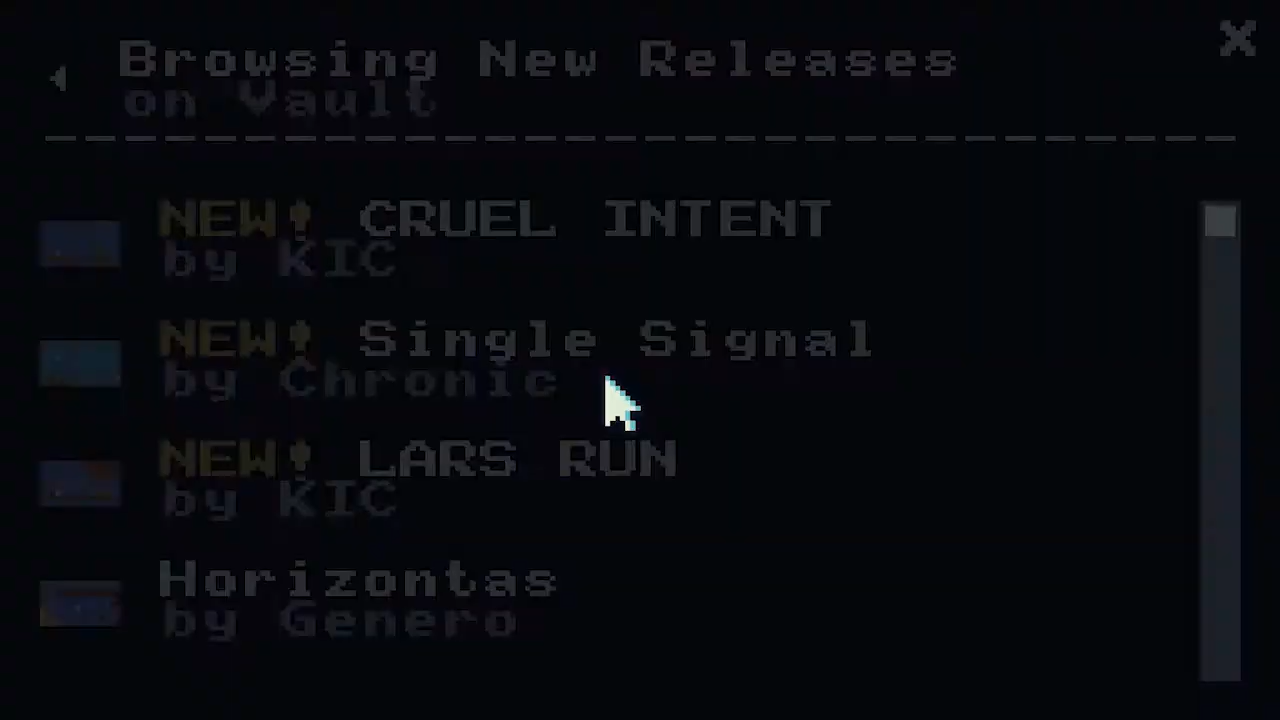 Browsing New Releases
on Vault
NEW! CRUEL INTENT
by KIC
NEW! Single Signal
by Chronic
NEW! LARS RUN
by KIC
Horizontas
by Genero